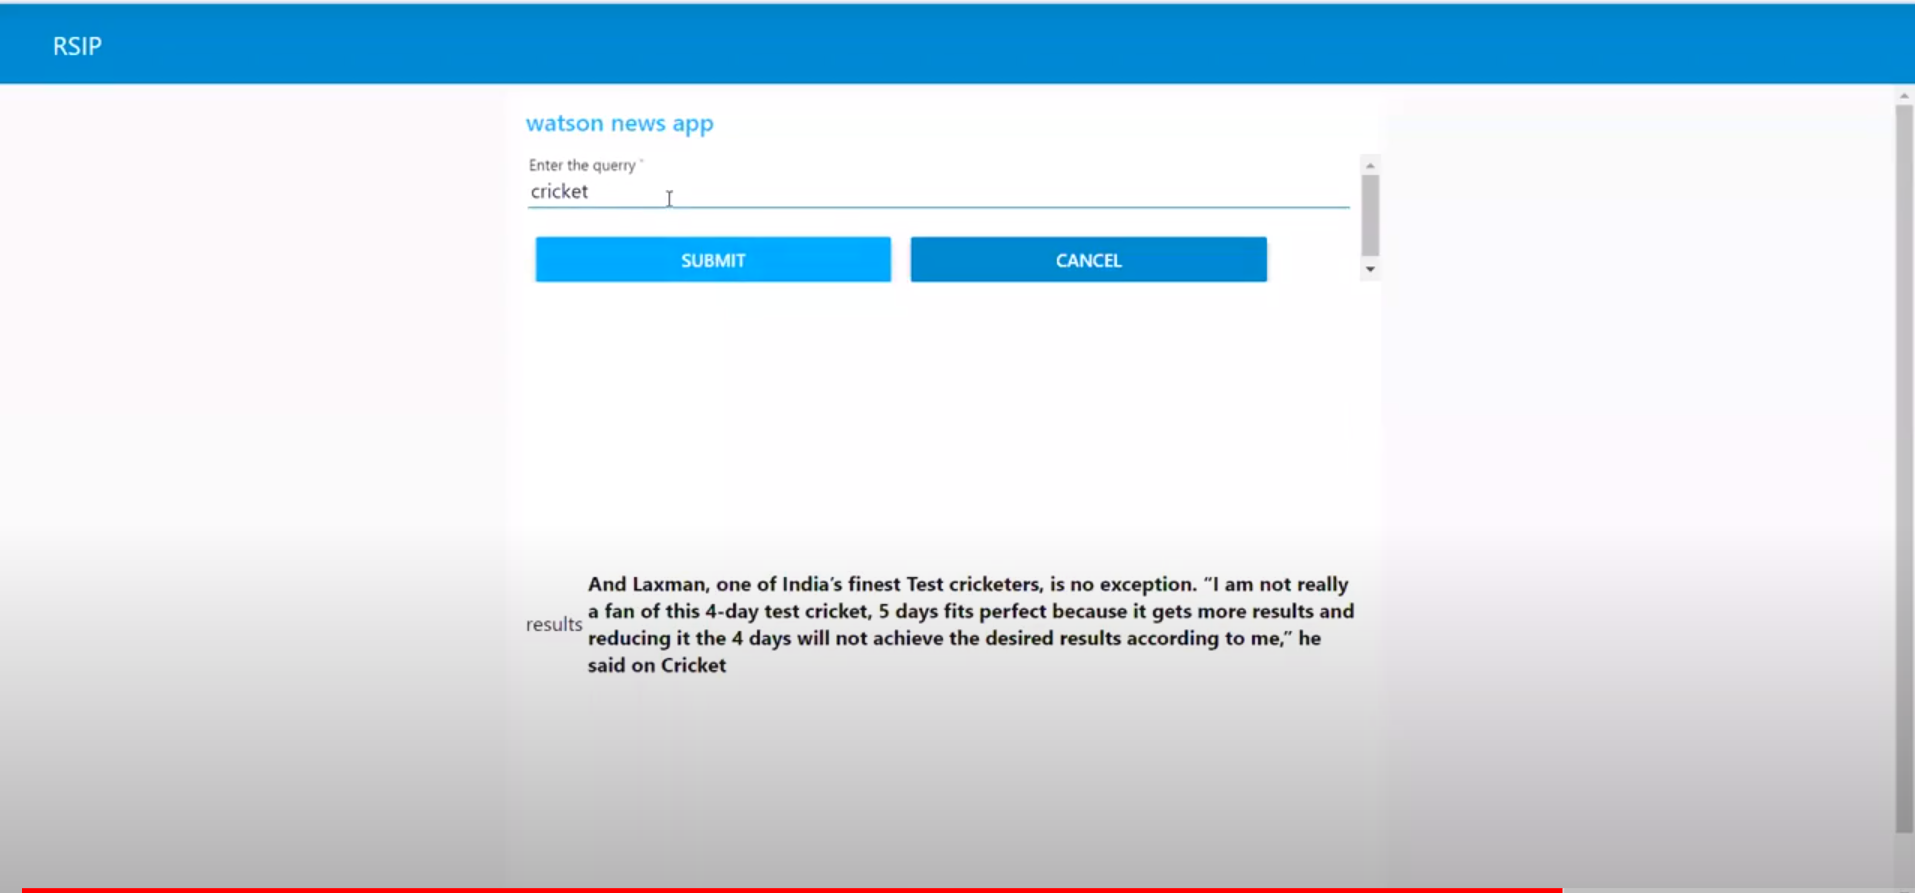 RSIP
watson news app
Enter the querry *
cricket
SUBMIT
CANCEL
results
And Laxman, one of India's finest Test cricketers, is no exception. “I am not really
a fan of this 4-day test cricket, 5 days fits perfect because it gets more results and
reducing it the 4 days will not achieve the desired results according to me,” he
said on Cricket